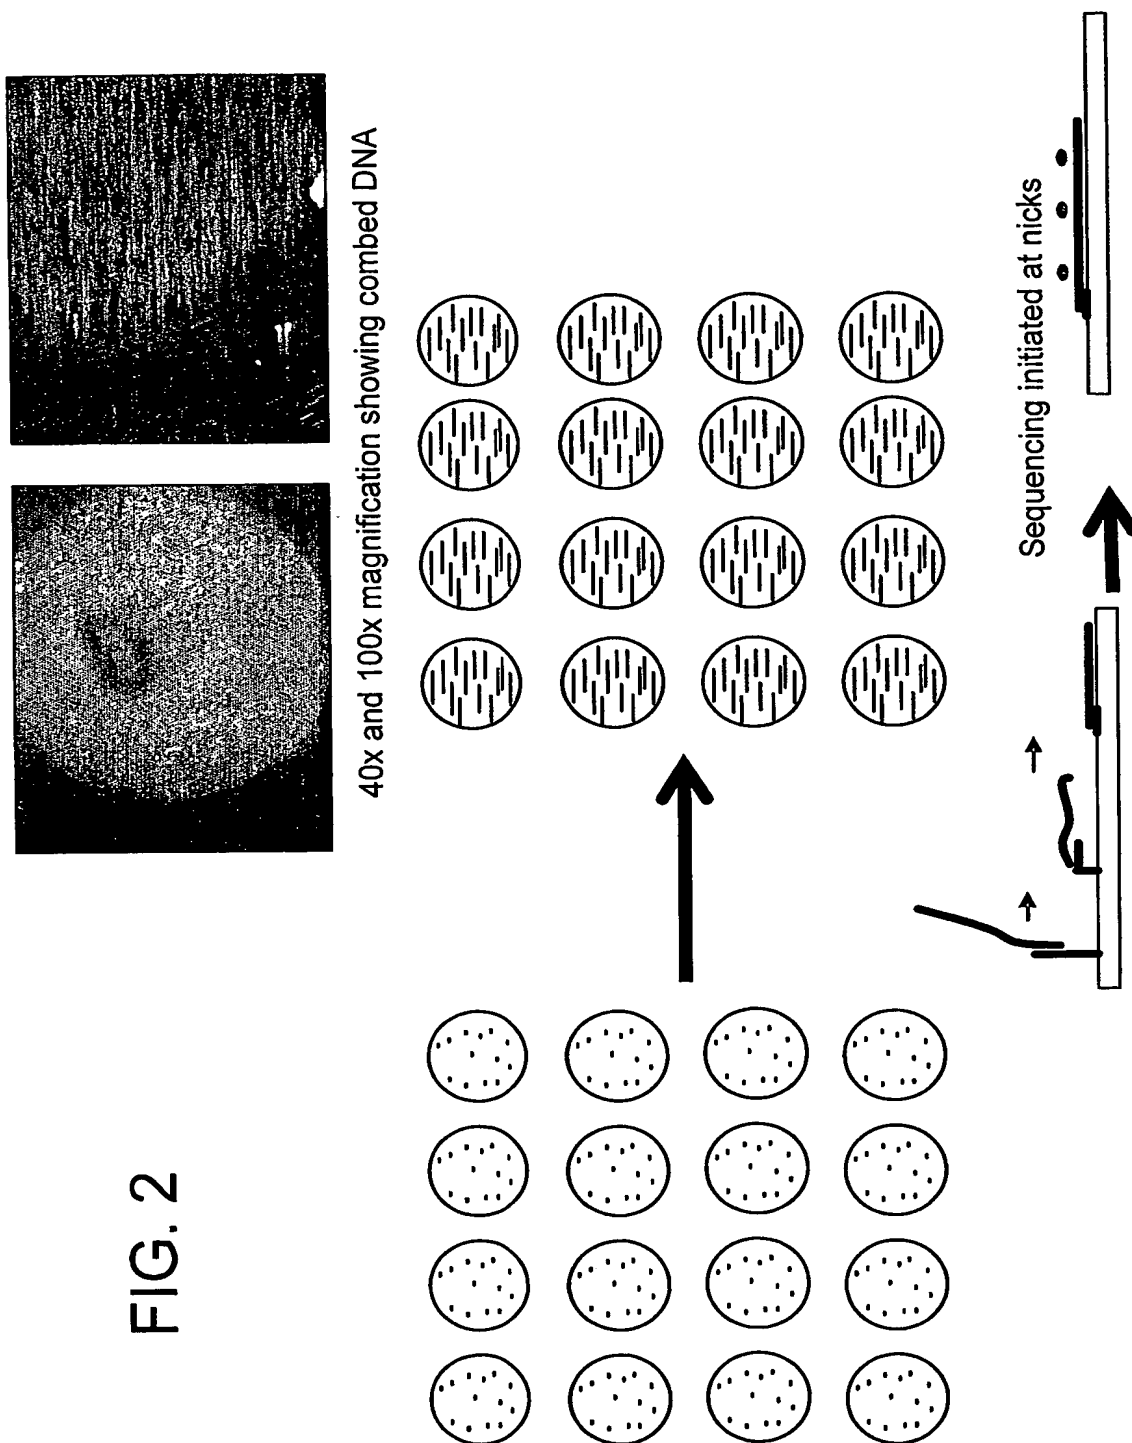 FIG. 2
40x and 100x magnification showing combed DNA
Sequencing initiated at nicks